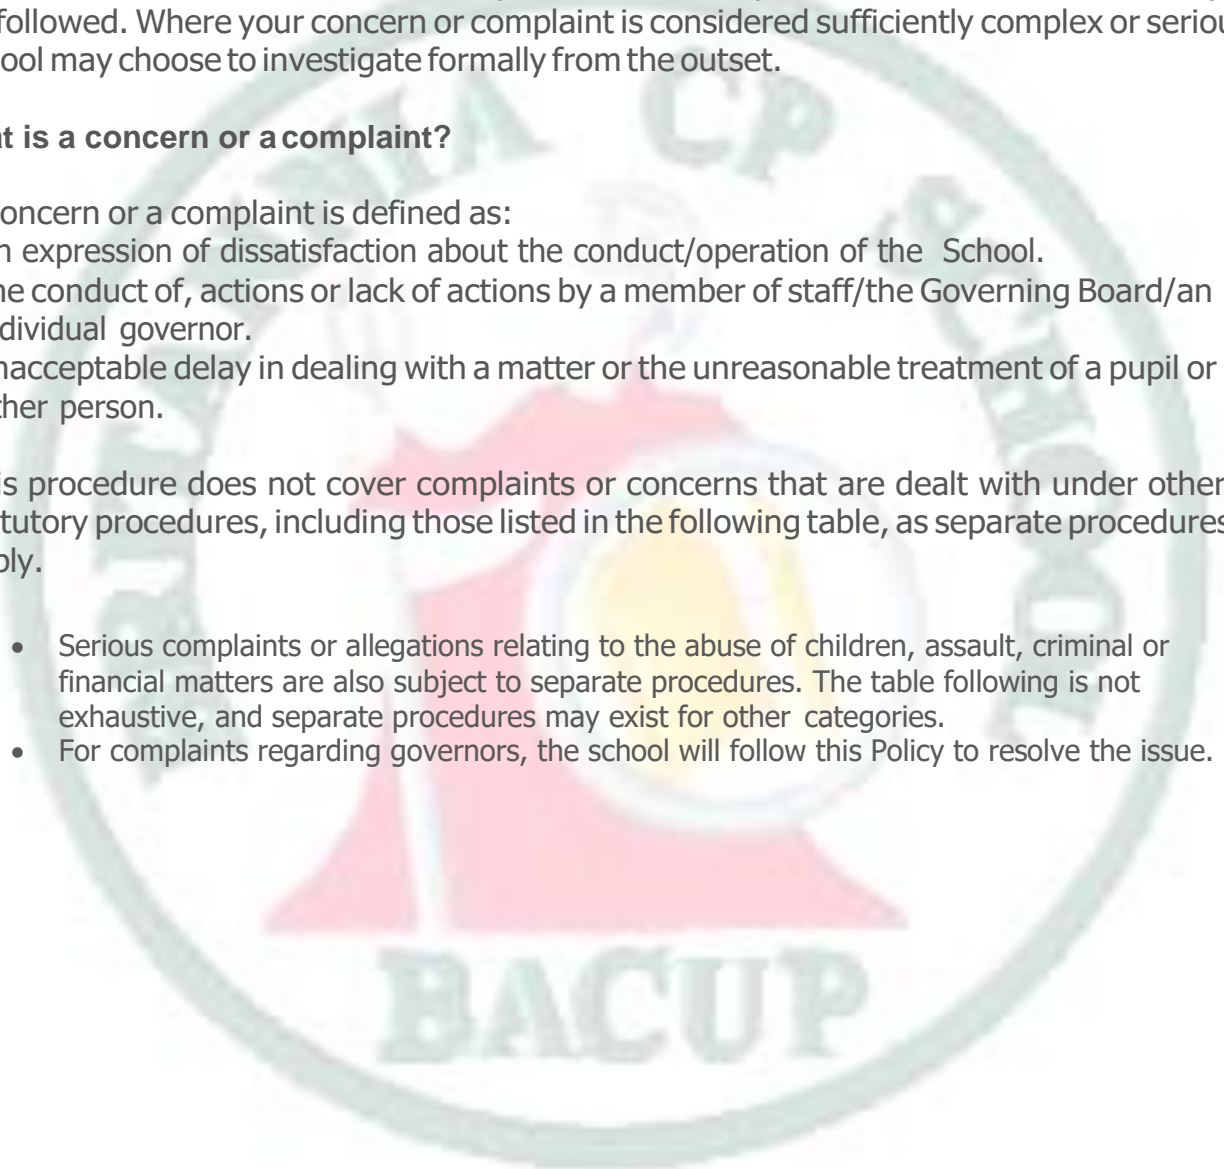 followed. Where your concern or complaint is considered sufficiently complex or seriou
ool may choose to investigate formally from the outset.
at is a concern or a complaint?
oncern or a complaint is defined as:
n expression of dissatisfaction about the conduct/operation of the School.
he conduct of, actions or lack of actions by a member of staff/the Governing Board/an
dividual governor.
nacceptable delay in dealing with a matter or the unreasonable treatment of a pupil or
ther person.
is procedure does not cover complaints or concerns that are dealt with under other
tutory procedures, including those listed in the following table, as separate procedures
ply.
• Serious complaints or allegations relating to the abuse of children, assault, criminal or
financial matters are also subject to separate procedures. The table following is not
exhaustive, and separate procedures may exist for other categories.
• For complaints regarding governors, the school will follow this Policy to resolve the issue.
BRITANNIA CP SCHOOL
BACUP